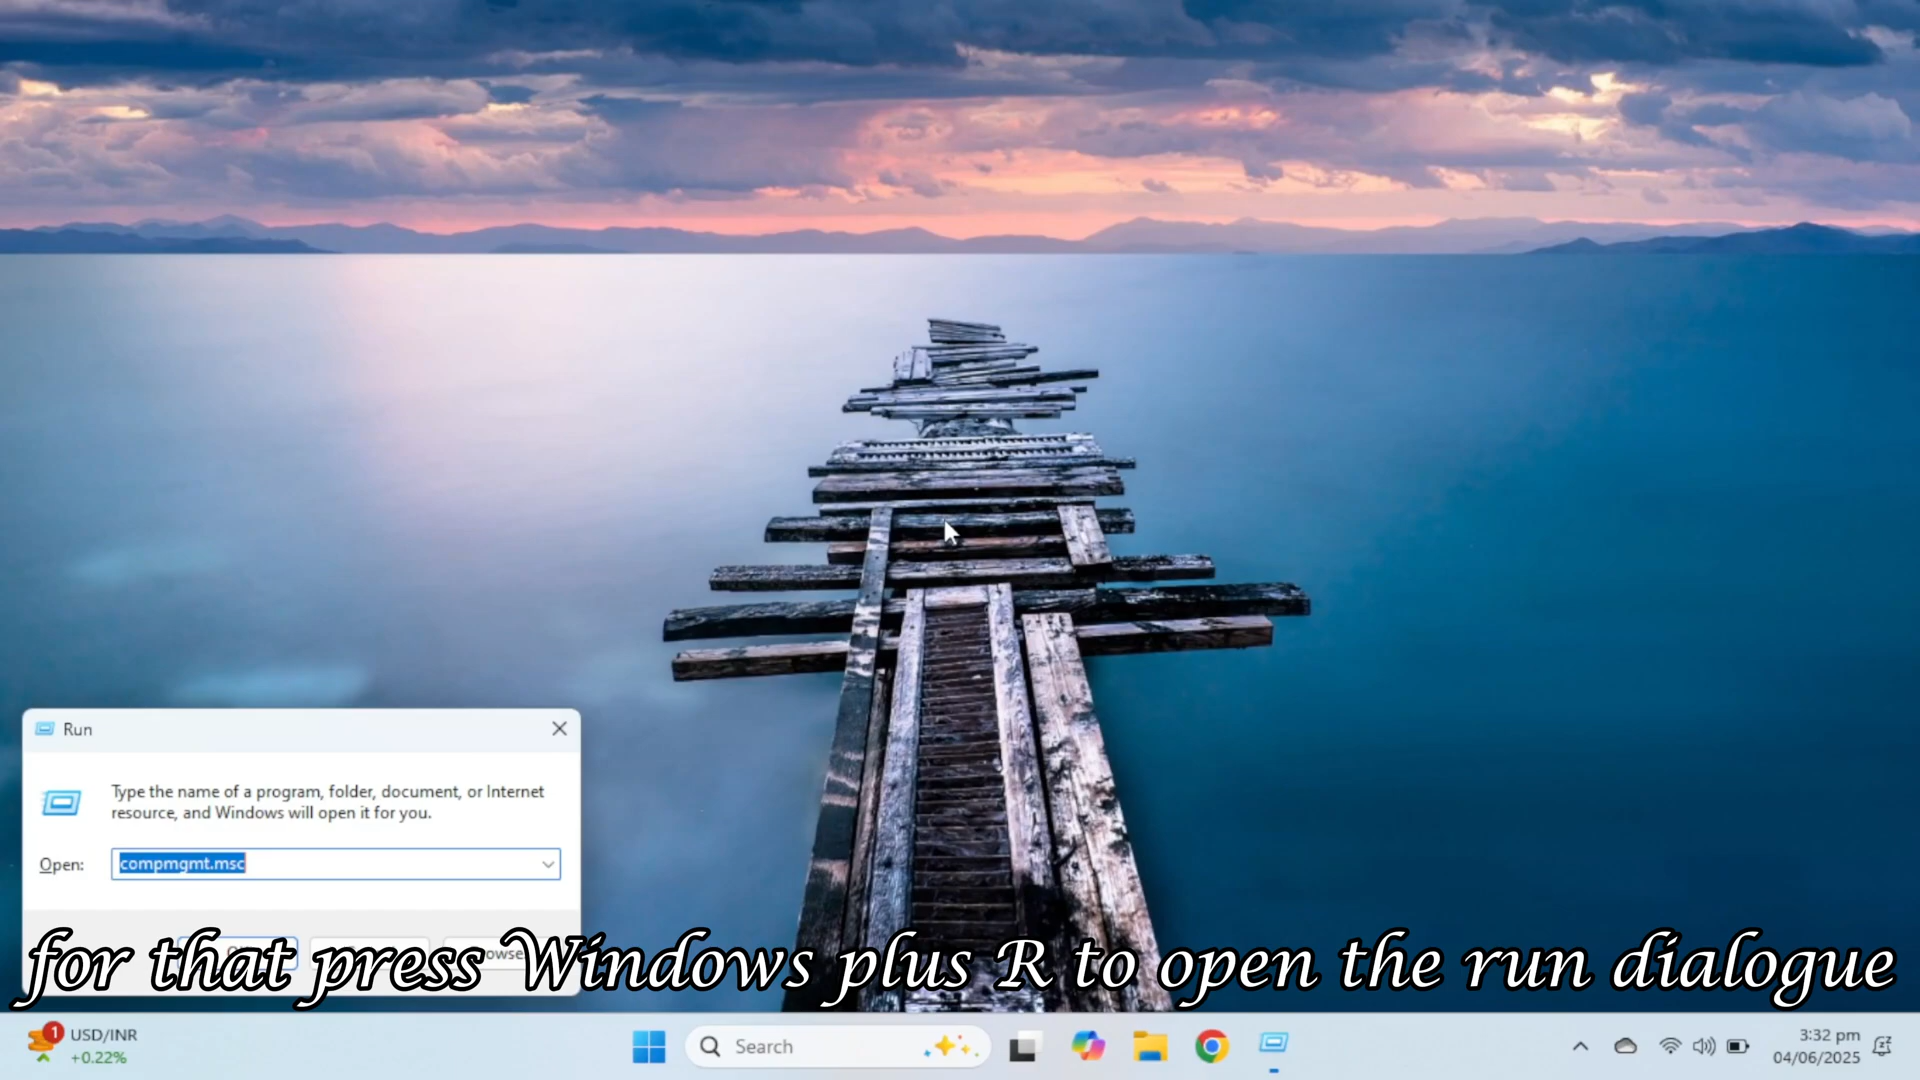 Run
Type the name of a program, folder, document, or Internet
resource, and Windows will open it for you.
Open:
compmgmt.msc
for that press Windows plus R to open the run dialogue
1
USD/INR
+0.22%
Search
3:32 pm
04/06/2025